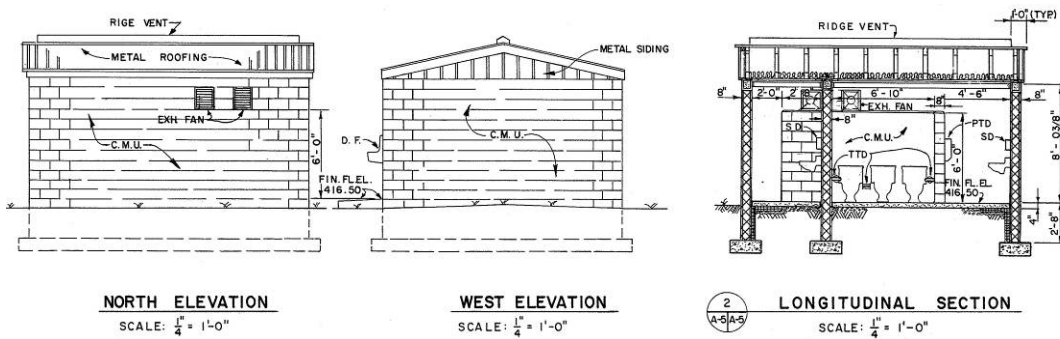 RIGE VENT
METAL ROOFING
EXH. FAN
C.M.U.
6'-0"
NORTH ELEVATION
SCALE: 1/4" = 1'-0"
METAL SIDING
D.F.
C.M.U.
FIN. FL. EL.
416.50
WEST ELEVATION
SCALE: 1/4" = 1'-0"
RIDGE VENT
1'-0" (TYP)
8"
2'-0"
2' 8"
6'-10"
4'-6"
8"
EXH. FAN
8"
8"
S.D.
C.M.U.
PTD
SD
TTD
6'-0"
FIN. FL. EL.
416.50
8'-0 3/8"
4"
2'-8"
2
A-5 A-5
LONGITUDINAL SECTION
SCALE: 1/4" = 1'-0"